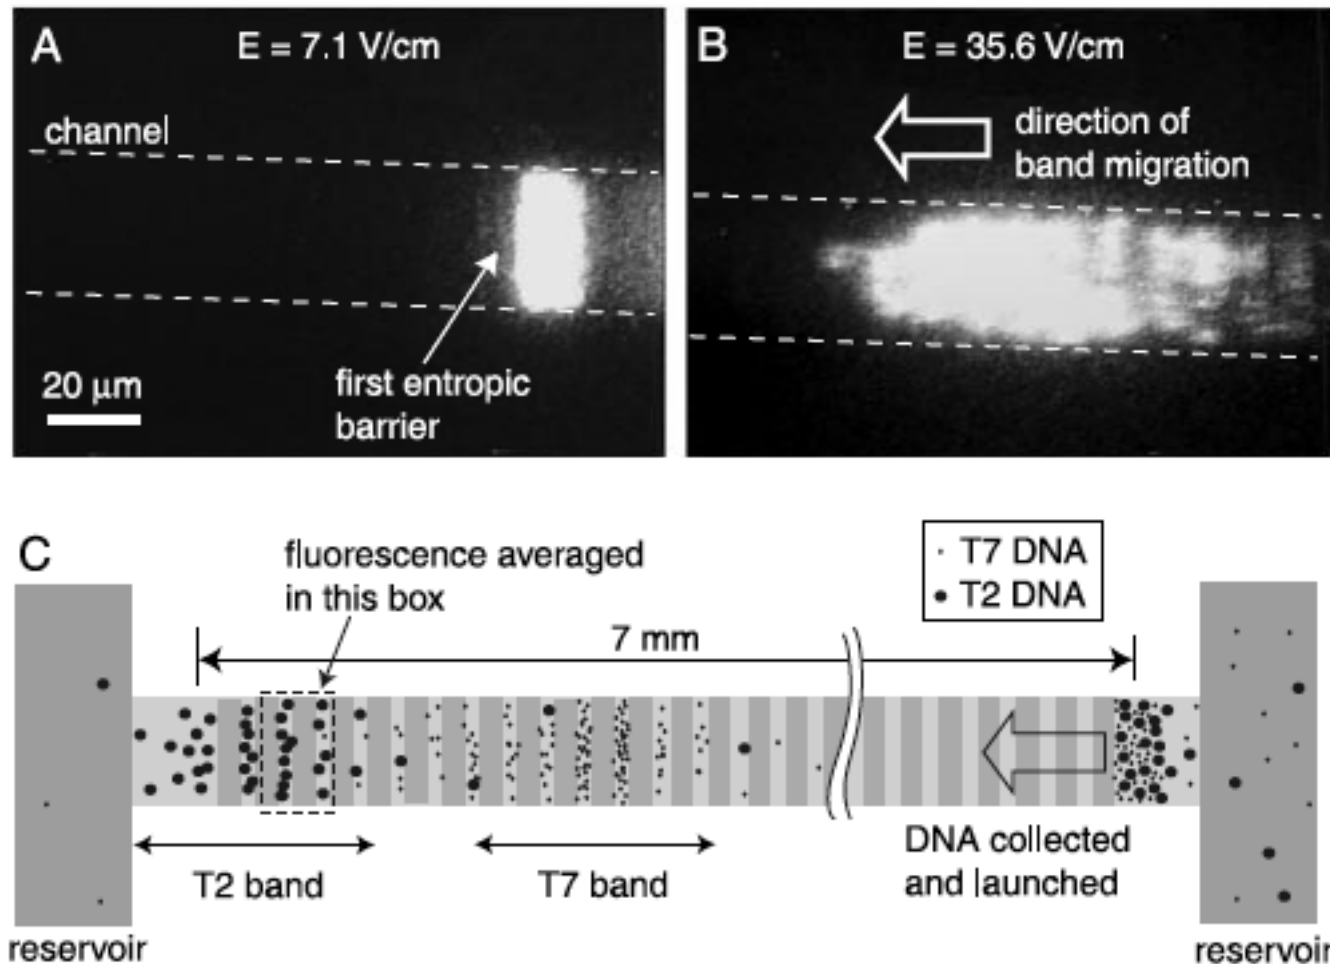 A
E = 7.1 V/cm
channel
first entropic
barrier
20 μm
B
E = 35.6 V/cm
direction of
band migration
C
fluorescence averaged
in this box
T7 DNA
T2 DNA
7 mm
DNA collected
and launched
T2 band
T7 band
reservoir
reservoir